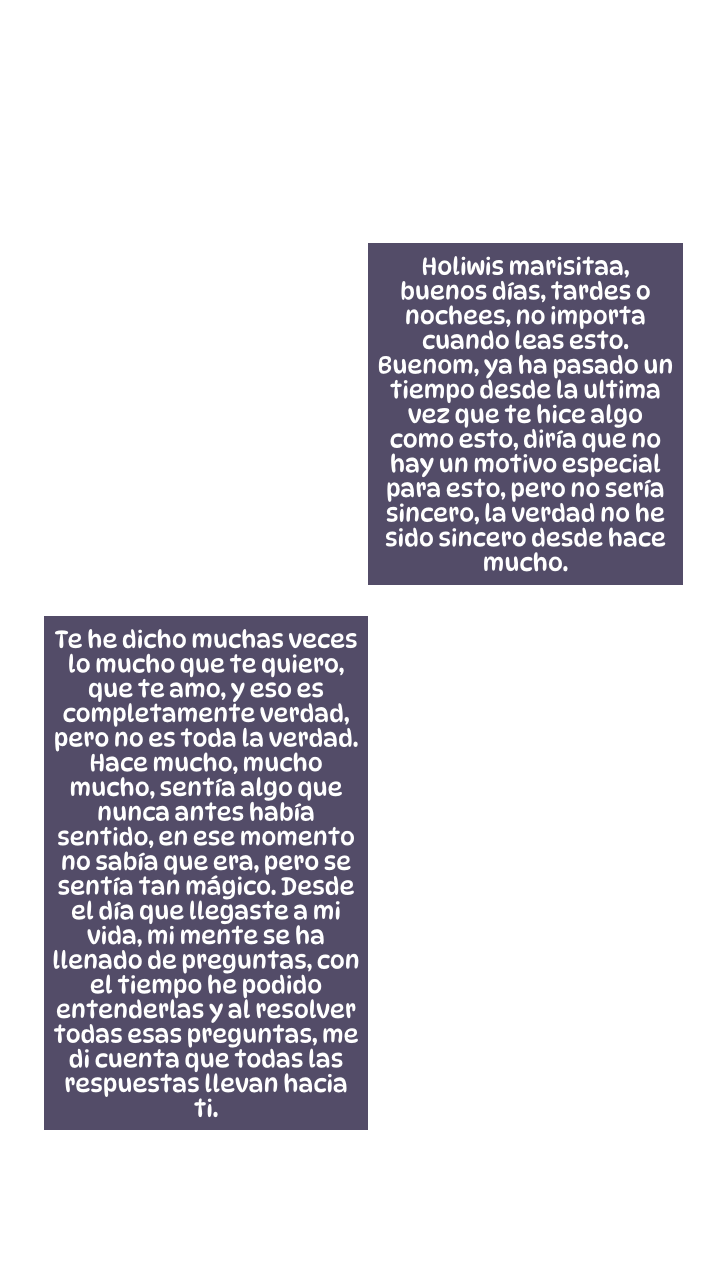 Holiwis marisitaa,
buenos días, tardes o
nochees, no importa
cuando leas esto.
Buenom, ya ha pasado un
tiempo desde la ultima
vez que te hice algo
como esto, diría que no
hay un motivo especial
para esto, pero no sería
sincero, la verdad no he
sido sincero desde hace
mucho.
Te he dicho muchas veces
lo mucho que te quiero,
que te amo, y eso es
completamente verdad,
pero no es toda la verdad.
Hace mucho, mucho
mucho, sentía algo que
nunca antes había
sentido, en ese momento
no sabía que era, pero se
sentía tan mágico. Desde
el día que llegaste a mi
vida, mi mente se ha
llenado de preguntas, con
el tiempo he podido
entenderlas y al resolver
todas esas preguntas, me
di cuenta que todas las
respuestas llevan hacia
ti.